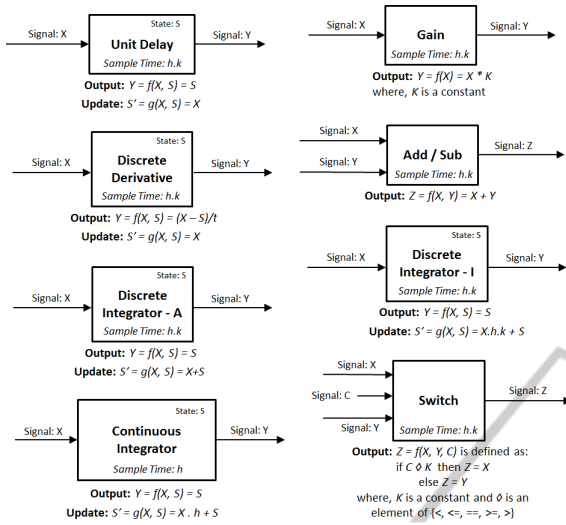 State: S
Signal: X
Unit Delay
Signal: Y
Sample Time: h.k
Output: Y = f(X, S) = S
Update: S' = g(X, S) = X
State: S
Signal: X
Discrete
Derivative
Signal: Y
Sample Time: h.k
Output: Y = f(X, S) = (X – S)/t
Update: S' = g(X, S) = X
State: S
Signal: X
Discrete
Integrator - A
Signal: Y
Sample Time: h.k
Output: Y = f(X, S) = S
Update: S' = g(X, S) = X+S
State: S
Signal: X
Continuous
Integrator
Signal: Y
Sample Time: h
Output: Y = f(X, S) = S
Update: S' = g(X, S) = X . h + S
Signal: X
Gain
Signal: Y
Sample Time: h.k
Output: Y = f(X) = X * K
where, K is a constant
Signal: X
Signal: Y
Add / Sub
Signal: Z
Sample Time: h.k
Output: Z = f(X, Y) = X + Y
State: S
Signal: X
Discrete
Integrator - I
Signal: Y
Sample Time: h.k
Output: Y = f(X, S) = S
Update: S' = g(X, S) = X.h.k + S
Signal: X
Signal: C
Signal: Y
Switch
Signal: Z
Sample Time: h.k
Output: Z = f(X, Y, C) is defined as:
if C ◊ K then Z = X
else Z = Y
where, K is a constant and ◊ is an
element of {<, <=, ==, >=, >}